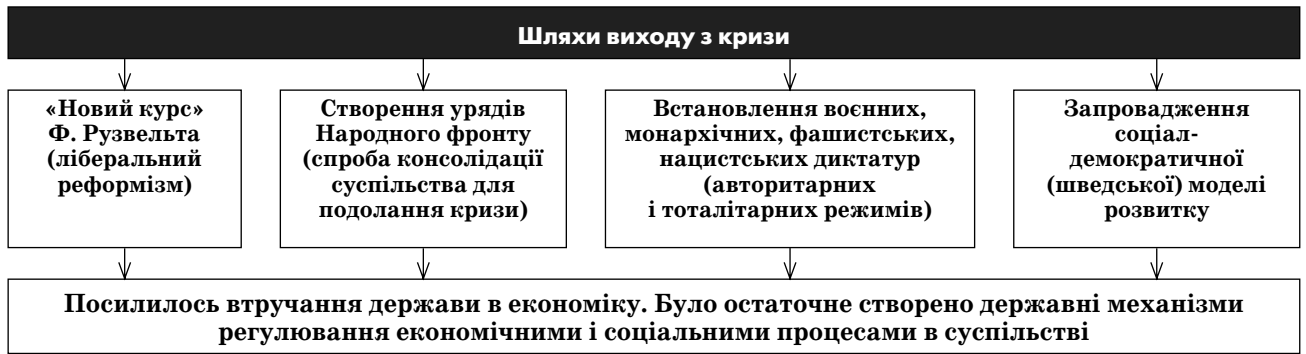 Шляхи виходу з кризи
«Новий курс»
Ф. Рузвельта
(ліберальний
реформізм)
Створення урядів
Народного фронту
(спроба консолідації
суспільства для
подолання кризи)
Встановлення воєнних,
монархічних, фашистських,
нацистських диктатур
(авторитарних
і тоталітарних режимів)
Запровадження
соціал-
демократичної
(шведської) моделі
розвитку
Посилилось втручання держави в економіку. Було остаточне створено державні механізми
регулювання економічними і соціальними процесами в суспільстві